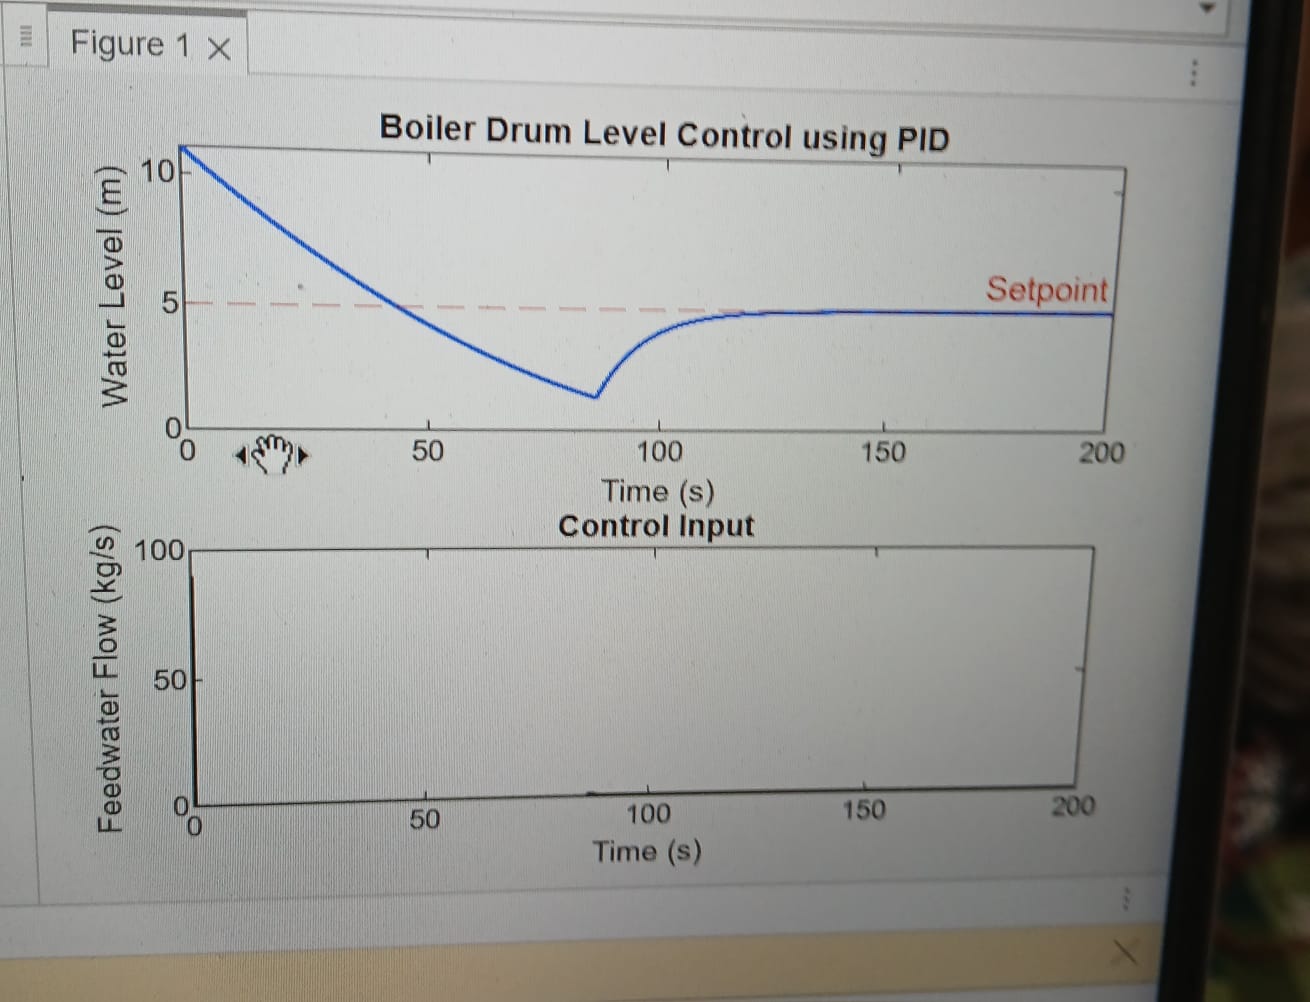 Figure 1 ×
Boiler Drum Level Control using PID
Water Level (m)
10
5
0
Setpoint
0 50 100 150 200
Time (s)
Control Input
Feedwater Flow (kg/s)
100
50
0
0 50 100 150 200
Time (s)